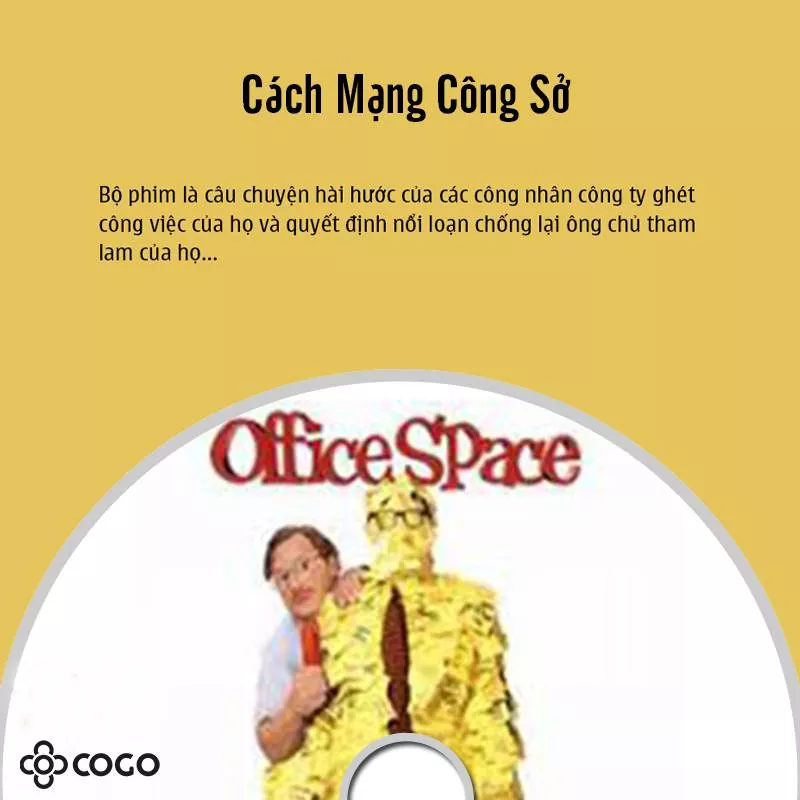 Cách Mạng Công Sở
Bộ phim là câu chuyện hài hước của các công nhân công ty ghét
công việc của họ và quyết định nổi loạn chống lại ông chủ tham
lam của họ...
Office Space
COGO